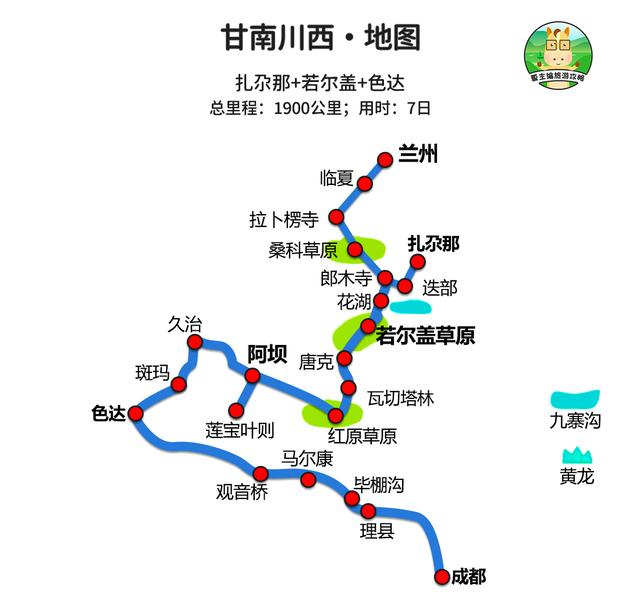 甘南川西·地图
扎尕那+若尔盖+色达
总里程：1900公里；用时：7日
爱主编旅游攻略
兰州
临夏
拉卜楞寺
桑科草原
扎尕那
郎木寺
迭部
花湖
久治
若尔盖草原
阿坝
唐克
斑玛
瓦切塔林
色达
莲宝叶则
红原草原
九寨沟
马尔康
黄龙
观音桥
毕棚沟
理县
成都